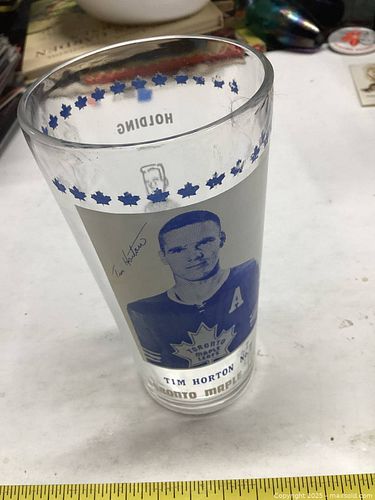 HOLDING
Tim Horton
A
TORONTO
MAPLE
LEAFS
TIM HORTON No.
TORONTO MAPLE
Copyright 2025 - maxsold.com